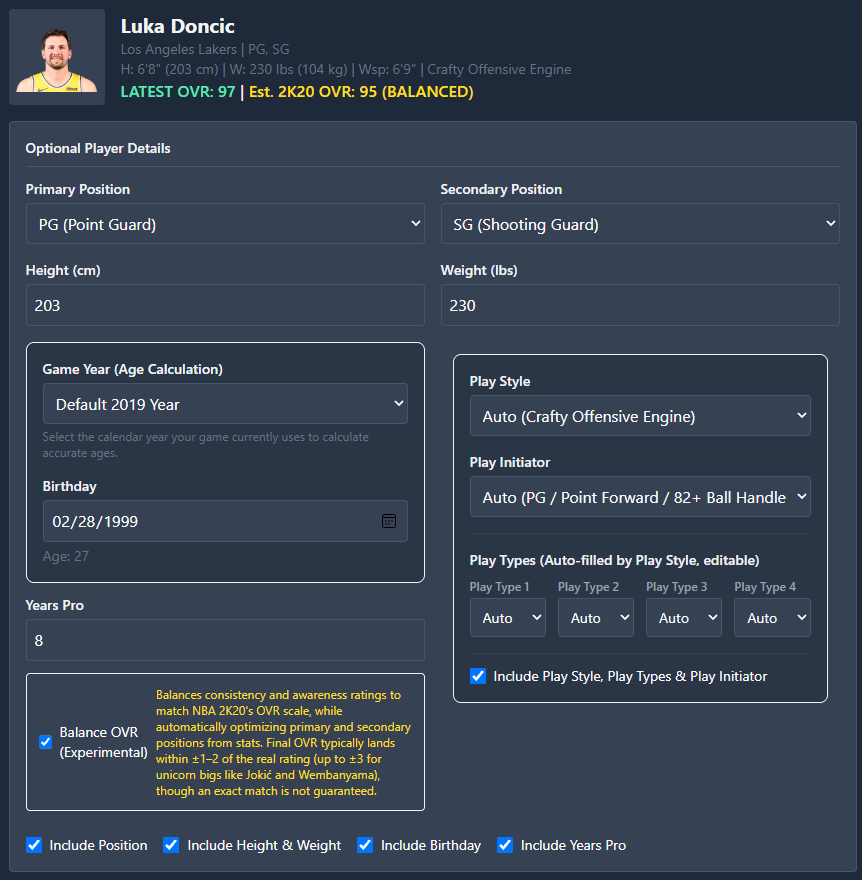 Luka Doncic
Los Angeles Lakers | PG, SG
H: 6'8" (203 cm) | W: 230 lbs (104 kg) | Wsp: 6'9" | Crafty Offensive Engine
LATEST OVR: 97 | Est. 2K20 OVR: 95 (BALANCED)
Optional Player Details
Primary Position
PG (Point Guard)
Secondary Position
SG (Shooting Guard)
Height (cm)
203
Weight (lbs)
230
Game Year (Age Calculation)
Default 2019 Year
Select the calendar year your game currently uses to calculate
accurate ages.
Birthday
02/28/1999
Age: 27
Play Style
Auto (Crafty Offensive Engine)
Play Initiator
Auto (PG / Point Forward / 82+ Ball Handle
Play Types (Auto-filled by Play Style, editable)
Play Type 1 Play Type 2 Play Type 3 Play Type 4
Auto Auto Auto Auto
Include Play Style, Play Types & Play Initiator
Years Pro
8
Balance OVR
(Experimental)
Balances consistency and awareness ratings to
match NBA 2K20's OVR scale, while
automatically optimizing primary and secondary
positions from stats. Final OVR typically lands
within ±1–2 of the real rating (up to ±3 for
unicorn bigs like Jokić and Wembanyama),
though an exact match is not guaranteed.
Include Position Include Height & Weight Include Birthday Include Years Pro